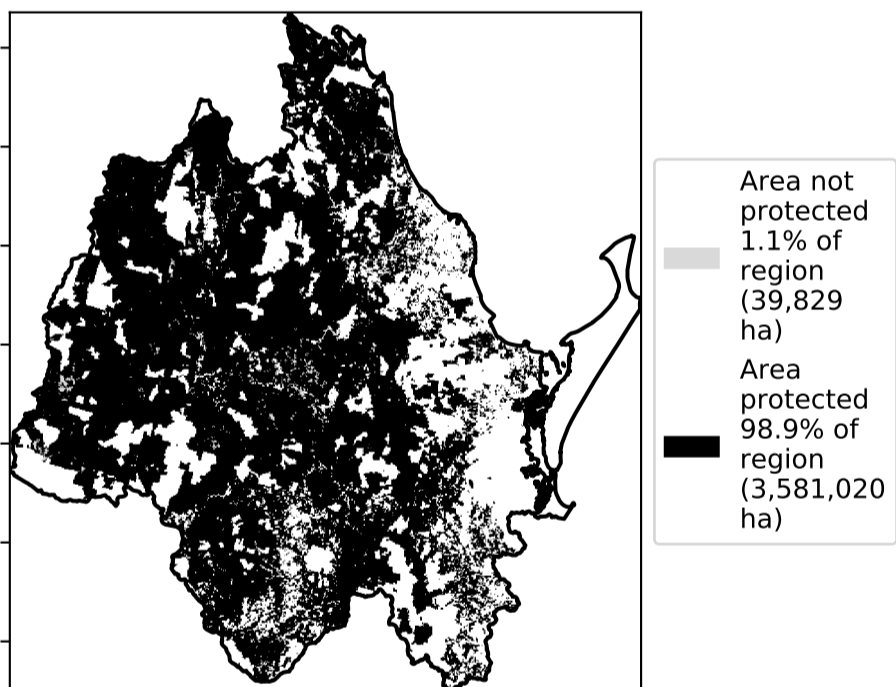 Area not
protected
1.1% of
region
(39,829
ha)
Area
protected
98.9% of
region
(3,581,020
ha)